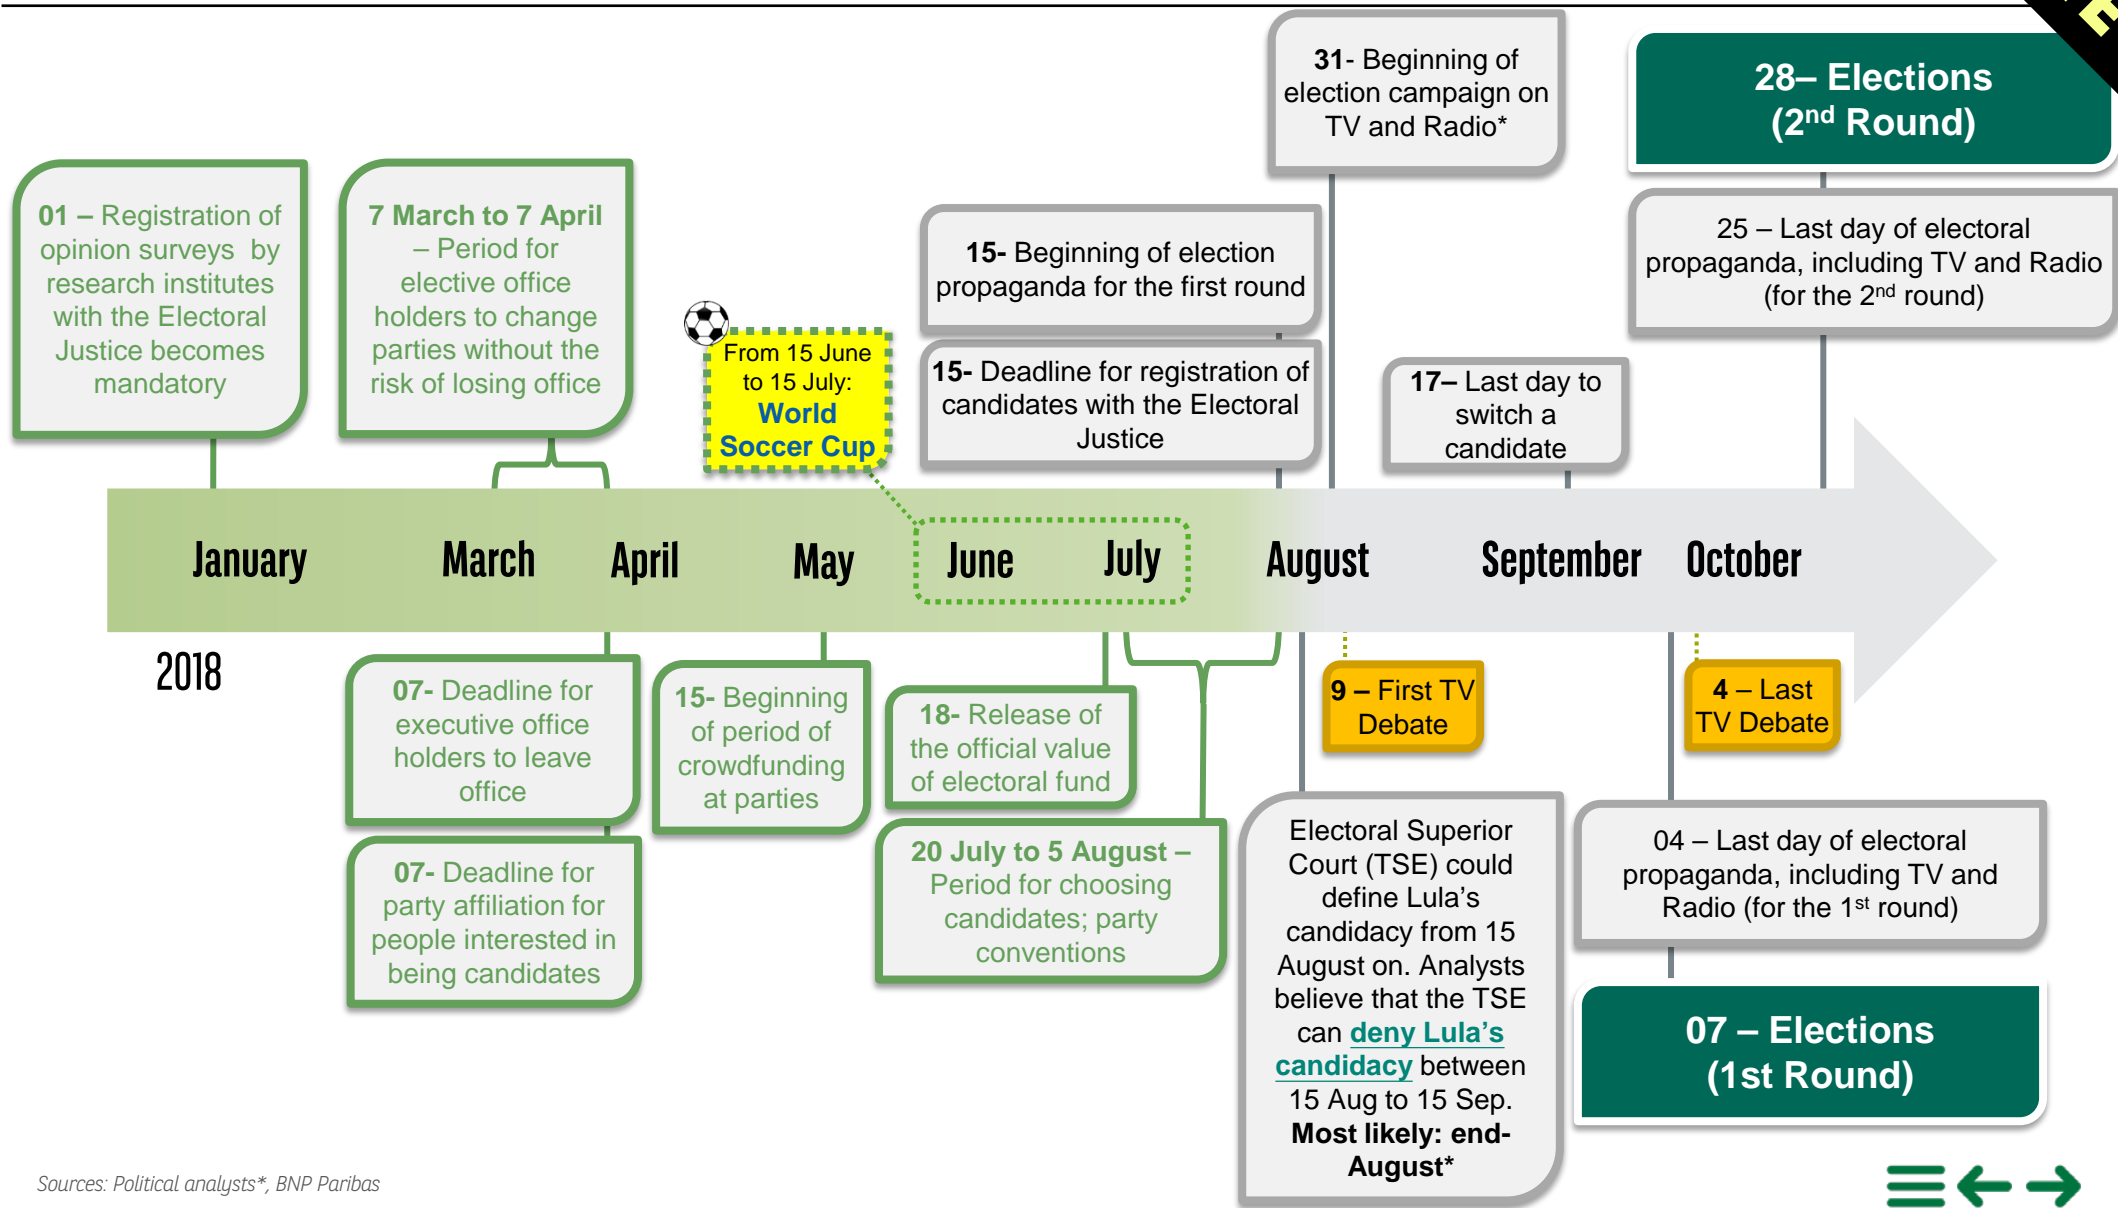 31- Beginning of
election campaign on
TV and Radio*
28– Elections
(2nd Round)
01 – Registration of
opinion surveys by
research institutes
with the Electoral
Justice becomes
mandatory
7 March to 7 April
– Period for
elective office
holders to change
parties without the
risk of losing office
15- Beginning of election
propaganda for the first round
25 – Last day of electoral
propaganda, including TV and Radio
(for the 2nd round)
From 15 June
to 15 July:
World
Soccer Cup
15- Deadline for registration of
candidates with the Electoral
Justice
17– Last day to
switch a
candidate
January
March
April
May
June
July
August
September
October
2018
07- Deadline for
executive office
holders to leave
office
15- Beginning
of period of
crowdfunding
at parties
18- Release of
the official value
of electoral fund
9 – First TV
Debate
4 – Last
TV Debate
07- Deadline for
party affiliation for
people interested in
being candidates
20 July to 5 August –
Period for choosing
candidates; party
conventions
Electoral Superior
Court (TSE) could
define Lula’s
candidacy from 15
August on. Analysts
believe that the TSE
can deny Lula’s
candidacy between
15 Aug to 15 Sep.
Most likely: end-
August*
04 – Last day of electoral
propaganda, including TV and
Radio (for the 1st round)
07 – Elections
(1st Round)
Sources: Political analysts*, BNP Paribas